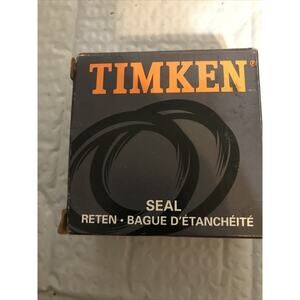 TIMKEN®
SEAL
RETEN • BAGUE D'ÉTANCHÉITÉ